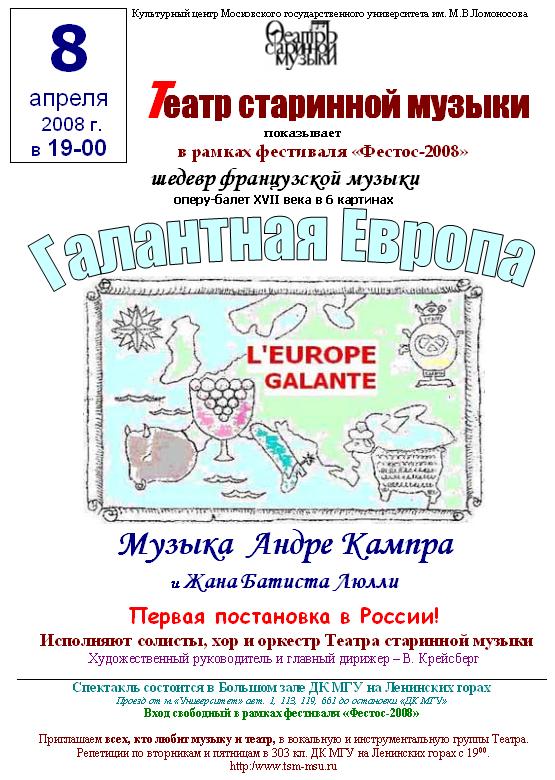 Культурный центр Московского государственного университета им. М.В.Ломоносова
8
апреля
2008 г.
в 19-00
Театръ
старинной
музыки
Театр старинной музыки
показывает
в рамках фестиваля «Фестос-2008»
шедевр французской музыки
оперу-балет XVII века в 6 картинах
Галантная Европа
L'EUROPE
GALANTE
Музыка Андре Кампра
и Жана Батиста Люлли
Первая постановка в России!
Исполняют солисты, хор и оркестр Театра старинной музыки
Художественный руководитель и главный дирижер – В. Крейсберг
Спектакль состоится в Большом зале ДК МГУ на Ленинских горах
Проезд от м.«Университет» авт. 1, 113, 119, 661 до остановки «ДК МГУ»
Вход свободный в рамках фестиваля «Фестос-2008»
Приглашаем всех, кто любит музыку и театр, в вокальную и инструментальную группы Театра.
Репетиции по вторникам и пятницам в 303 кл. ДК МГУ на Ленинских горах с 19⁰⁰.
http:/www.tsm-msu.ru